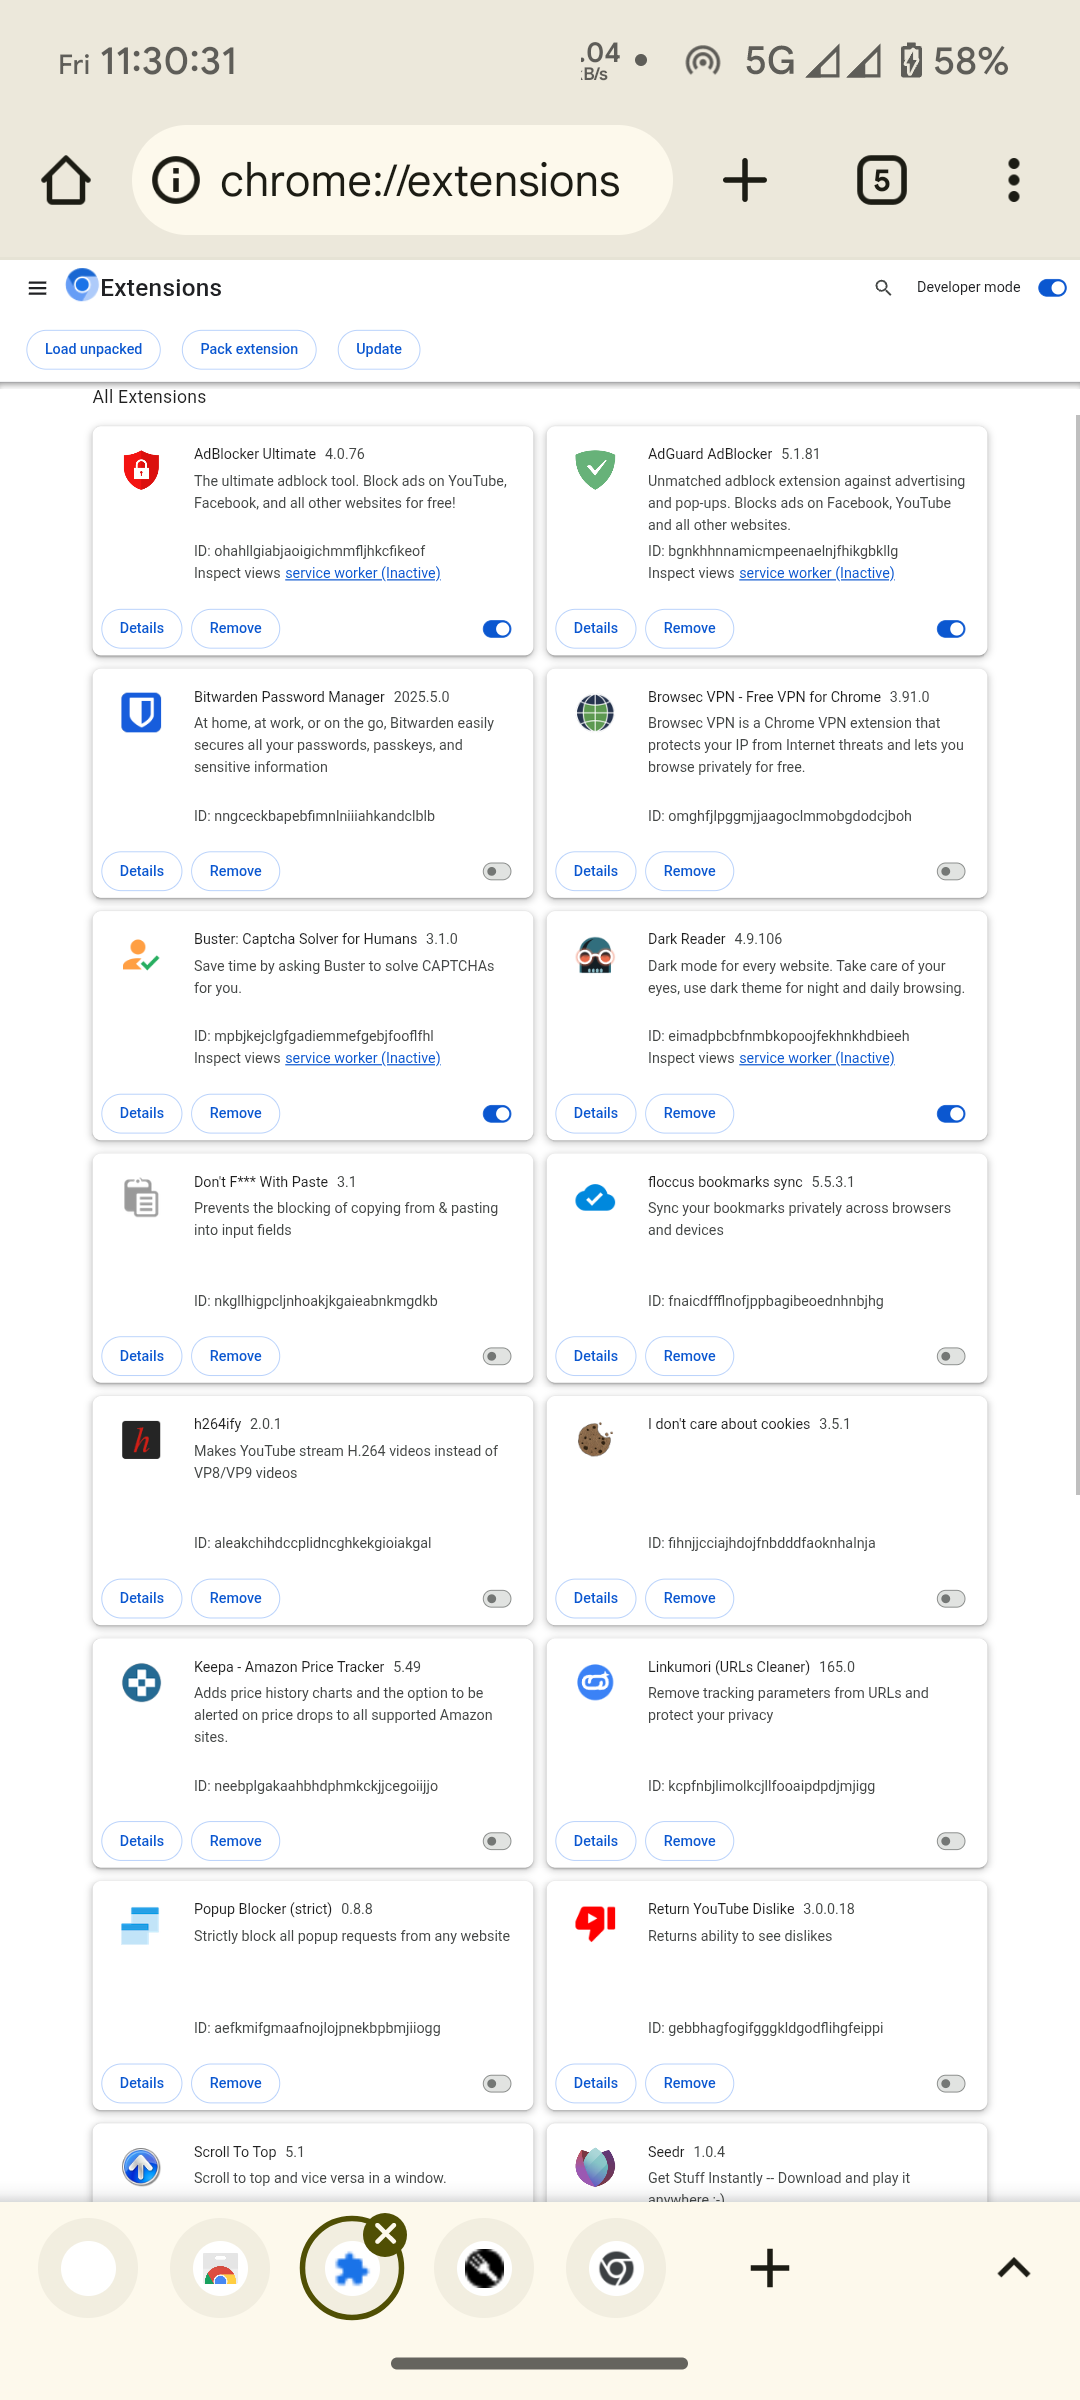 Fri 11:30:31
.04
B/s
5G
58%
chrome://extensions
5
Extensions
Developer mode
Load unpacked
Pack extension
Update
All Extensions
AdBlocker Ultimate 4.0.76
The ultimate adblock tool. Block ads on YouTube,
Facebook, and all other websites for free!
ID: ohahllgiabjaoigichmmfljhkcfikeof
Inspect views service worker (Inactive)
Details
Remove
AdGuard AdBlocker 5.1.81
Unmatched adblock extension against advertising
and pop-ups. Blocks ads on Facebook, YouTube
and all other websites.
ID: bgnkhhnnamicmpeenaelnjfhikgbkllg
Inspect views service worker (Inactive)
Details
Remove
Bitwarden Password Manager 2025.5.0
At home, at work, or on the go, Bitwarden easily
secures all your passwords, passkeys, and
sensitive information
ID: nngceckbapebfimnlniiiahkandclblb
Details
Remove
Browsec VPN - Free VPN for Chrome 3.91.0
Browsec VPN is a Chrome VPN extension that
protects your IP from Internet threats and lets you
browse privately for free.
ID: omghfjlpggmjjaagoclmmobgdodcjboh
Details
Remove
Buster: Captcha Solver for Humans 3.1.0
Save time by asking Buster to solve CAPTCHAs
for you.
ID: mpbjkejclgfgadiemmefgebjfooflfhl
Inspect views service worker (Inactive)
Details
Remove
Dark Reader 4.9.106
Dark mode for every website. Take care of your
eyes, use dark theme for night and daily browsing.
ID: eimadpbcbfnmbkopoojfekhnkhdbieeh
Inspect views service worker (Inactive)
Details
Remove
Don't F*** With Paste 3.1
Prevents the blocking of copying from & pasting
into input fields
ID: nkgllhigpcljnhoakjkgaieabnkmgdkb
Details
Remove
floccus bookmarks sync 5.5.3.1
Sync your bookmarks privately across browsers
and devices
ID: fnaicdffflnofjppbagibeoednhnbjhg
Details
Remove
h264ify 2.0.1
Makes YouTube stream H.264 videos instead of
VP8/VP9 videos
ID: aleakchihdccplidncghkekgioiakgal
Details
Remove
I don't care about cookies 3.5.1
ID: fihnjjcciajhdojfnbdddfaoknhalnja
Details
Remove
Keepa - Amazon Price Tracker 5.49
Adds price history charts and the option to be
alerted on price drops to all supported Amazon
sites.
ID: neebplgakaahbhdphmkckjjcegoiijjo
Details
Remove
Linkumori (URLs Cleaner) 165.0
Remove tracking parameters from URLs and
protect your privacy
ID: kcpfnbjlimolkcjllfooaipdpdjmjigg
Details
Remove
Popup Blocker (strict) 0.8.8
Strictly block all popup requests from any website
ID: aefkmifgmaafnojlojpnekbpbmjiiogg
Details
Remove
Return YouTube Dislike 3.0.0.18
Returns ability to see dislikes
ID: gebbhagfogifgggkldgodflihgfeippi
Details
Remove
Scroll To Top 5.1
Scroll to top and vice versa in a window.
Seedr 1.0.4
Get Stuff Instantly -- Download and play it
anywhere :-)